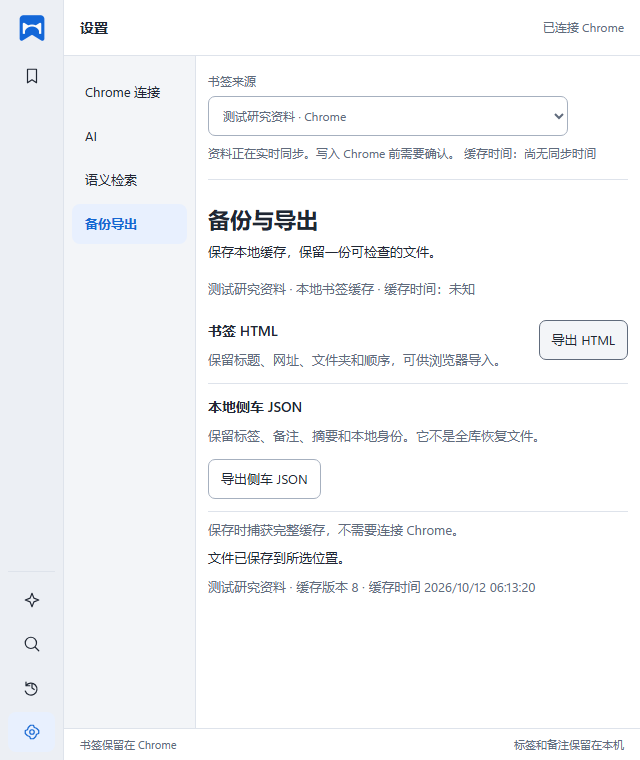 设置
已连接 Chrome
Chrome 连接
AI
语义检索
备份导出
书签来源
测试研究资料 · Chrome
资料正在实时同步。写入 Chrome 前需要确认。 缓存时间：尚无同步时间
备份与导出
保存本地缓存，保留一份可检查的文件。
测试研究资料 · 本地书签缓存 · 缓存时间：未知
书签 HTML
导出 HTML
保留标题、网址、文件夹和顺序，可供浏览器导入。
本地侧车 JSON
保留标签、备注、摘要和本地身份。它不是全库恢复文件。
导出侧车 JSON
保存时捕获完整缓存，不需要连接 Chrome。
文件已保存到所选位置。
测试研究资料 · 缓存版本 8 · 缓存时间 2026/10/12 06:13:20
书签保留在 Chrome
标签和备注保留在本机